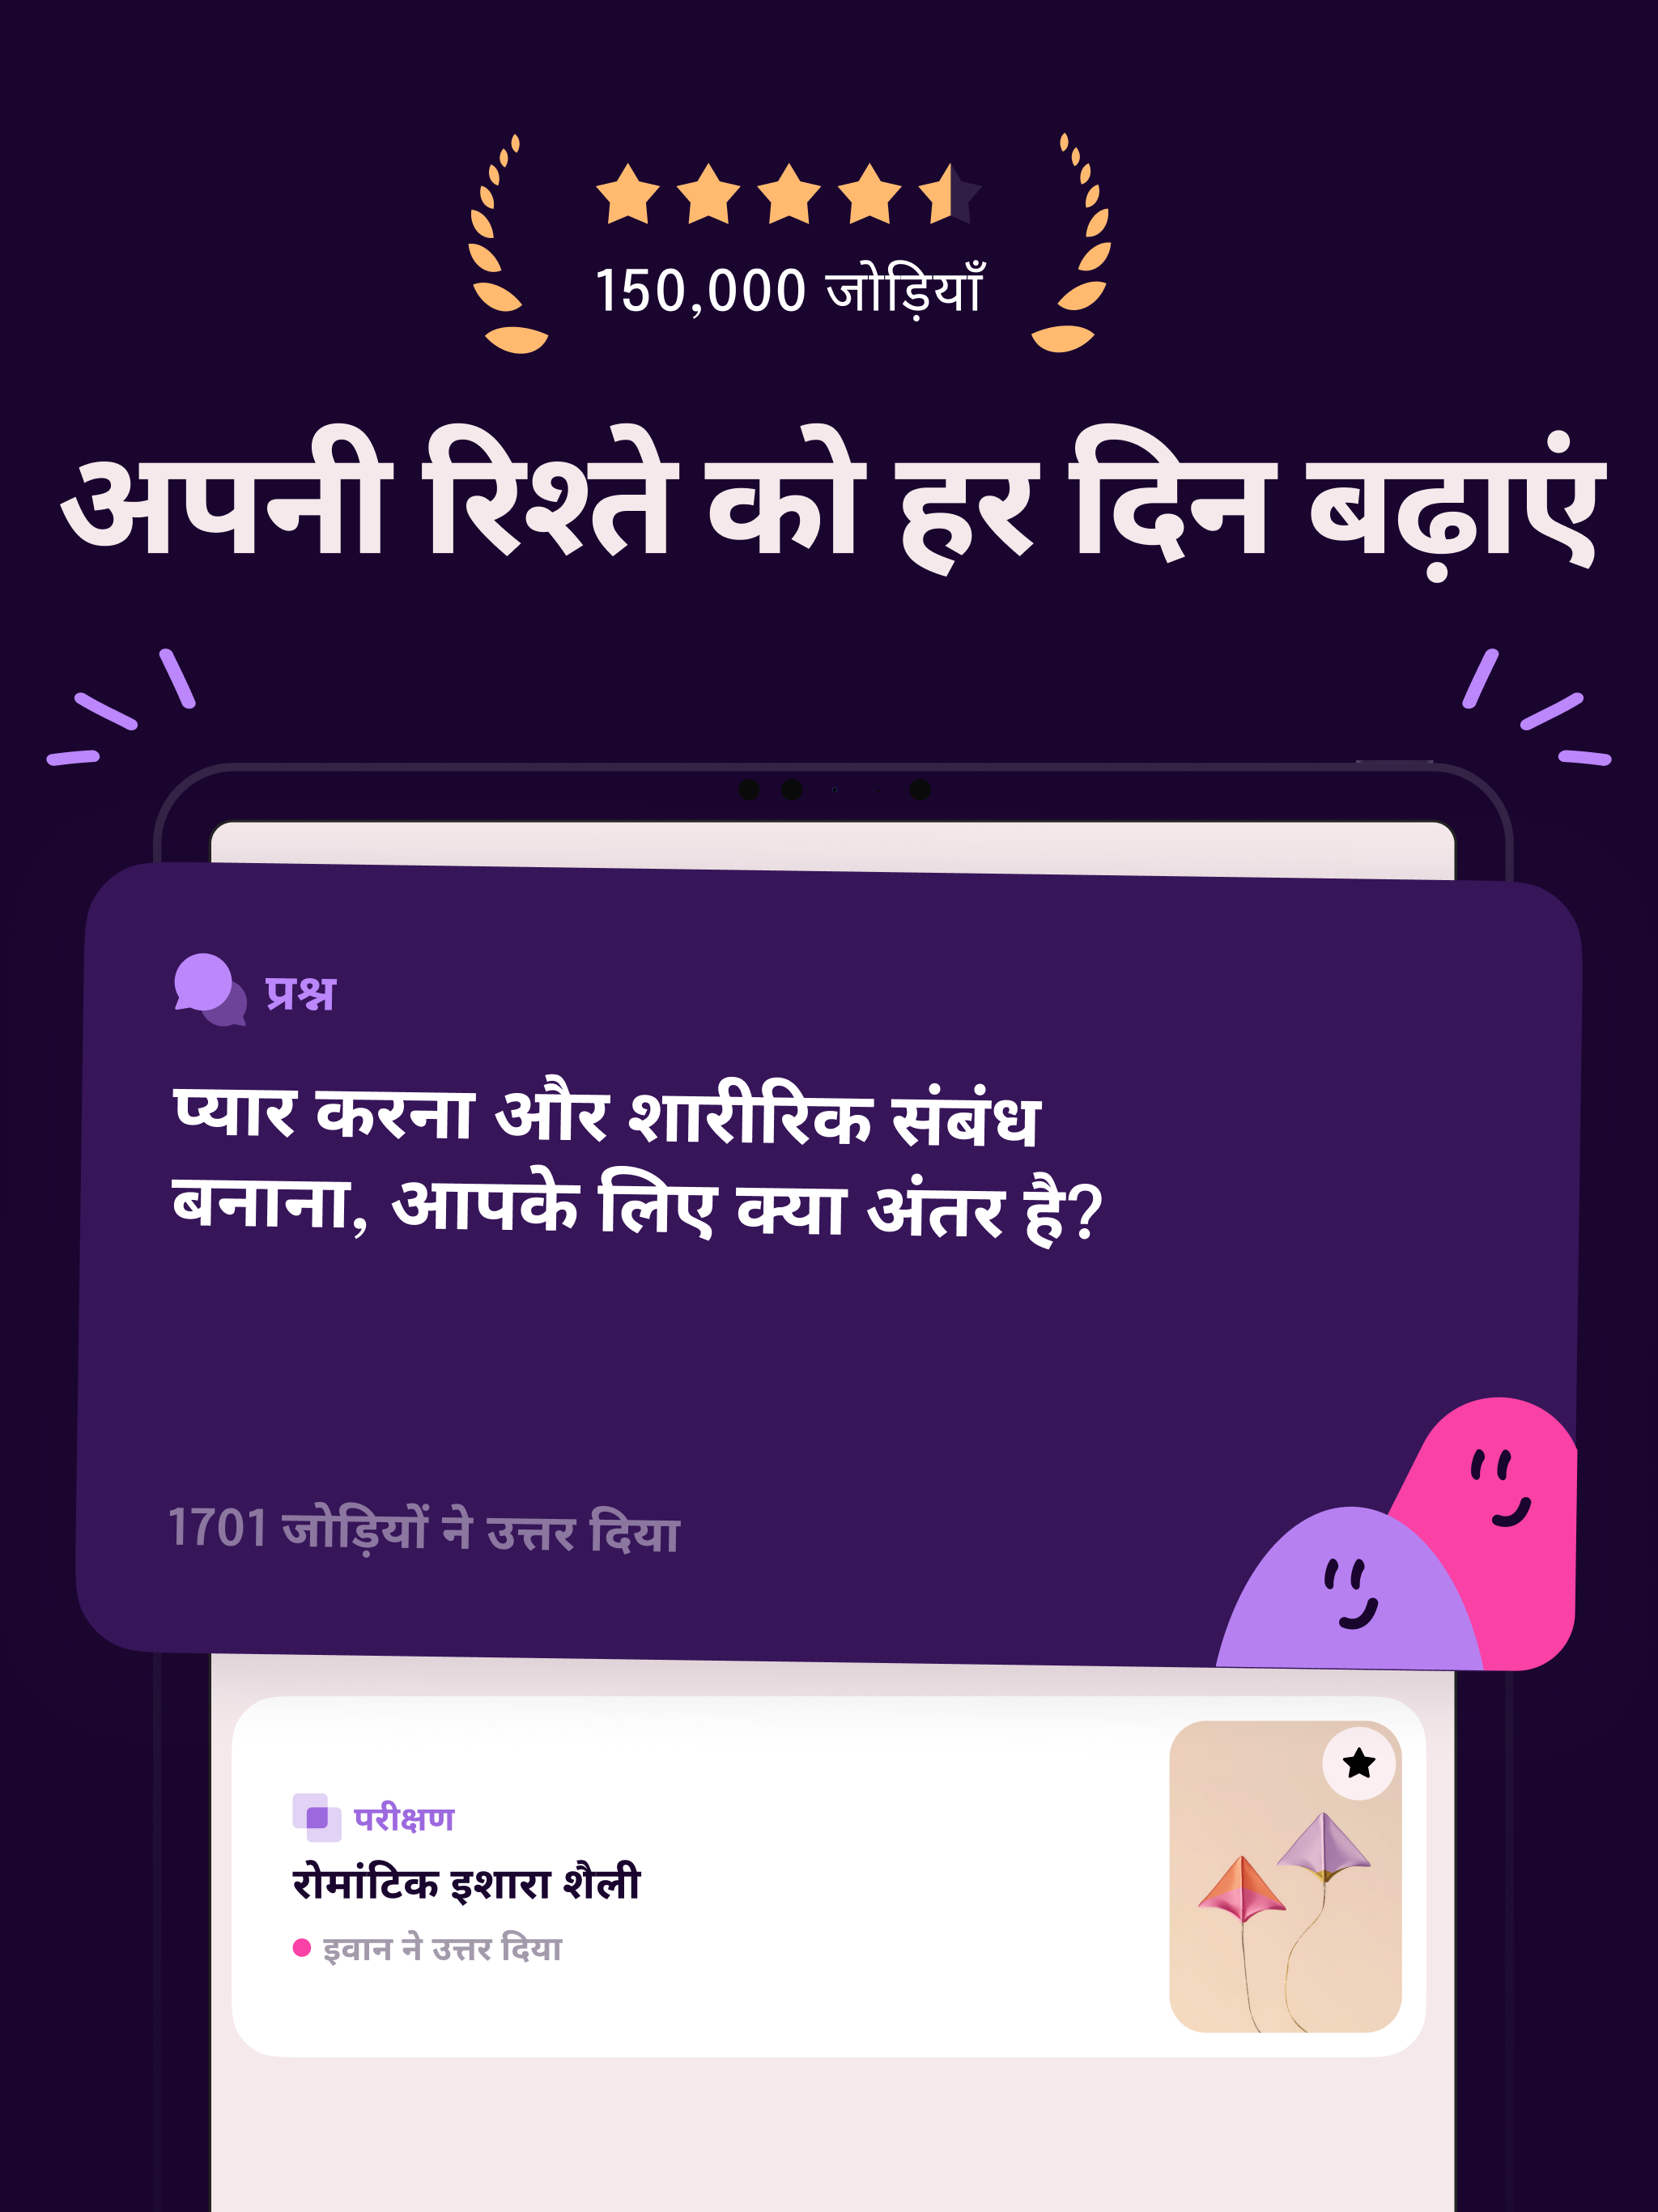 150,000 जोड़ियाँ
अपनी रिश्ते को हर दिन बढ़ाएं
प्रश्न
प्यार करना और शारीरिक संबंध
बनाना, आपके लिए क्या अंतर है?
1701 जोड़ियों ने उत्तर दिया
परीक्षण
रोमांटिक इशारा शैली
इवान ने उत्तर दिया